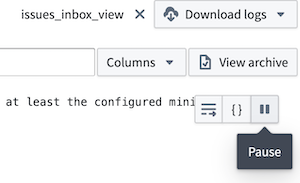 issues_inbox_view Download logs
Columns View archive
at least the configured mini
{}
Pause